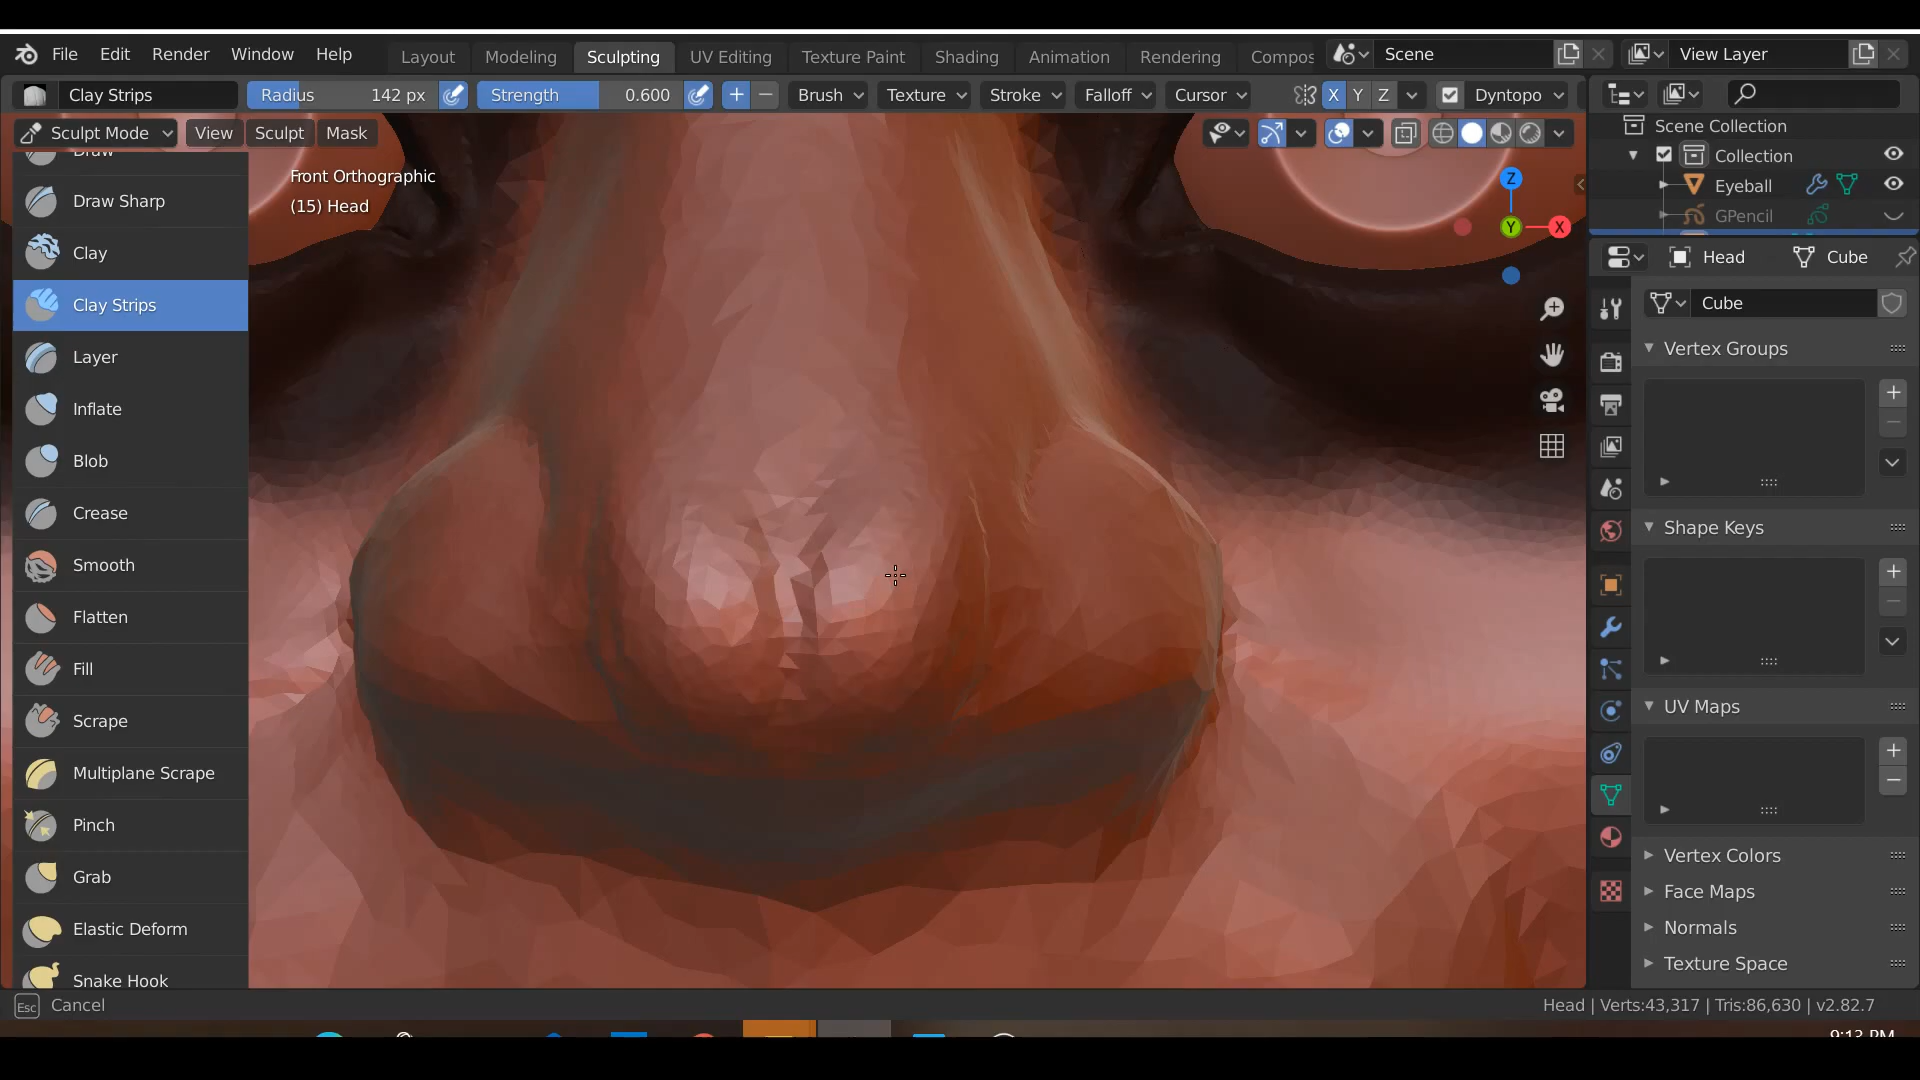 File Edit Render Window Help Layout Modeling Sculpting UV Editing Texture Paint Shading Animation Rendering Compos Scene View Layer
Clay Strips Radius 142 px Strength 0.600 Brush Texture Stroke Falloff Cursor X Y Z Dyntopo
Sculpt Mode View Sculpt Mask
Scene Collection
Collection
Eyeball
GPencil
Front Orthographic
(15) Head
Z
Y
X
Draw
Draw Sharp
Clay
Clay Strips
Layer
Inflate
Blob
Crease
Smooth
Flatten
Fill
Scrape
Multiplane Scrape
Pinch
Grab
Elastic Deform
Snake Hook
Head Cube
Cube
Vertex Groups
Shape Keys
UV Maps
Vertex Colors
Face Maps
Normals
Texture Space
Esc Cancel
Head | Verts:43,317 | Tris:86,630 | v2.82.7
9:13 PM